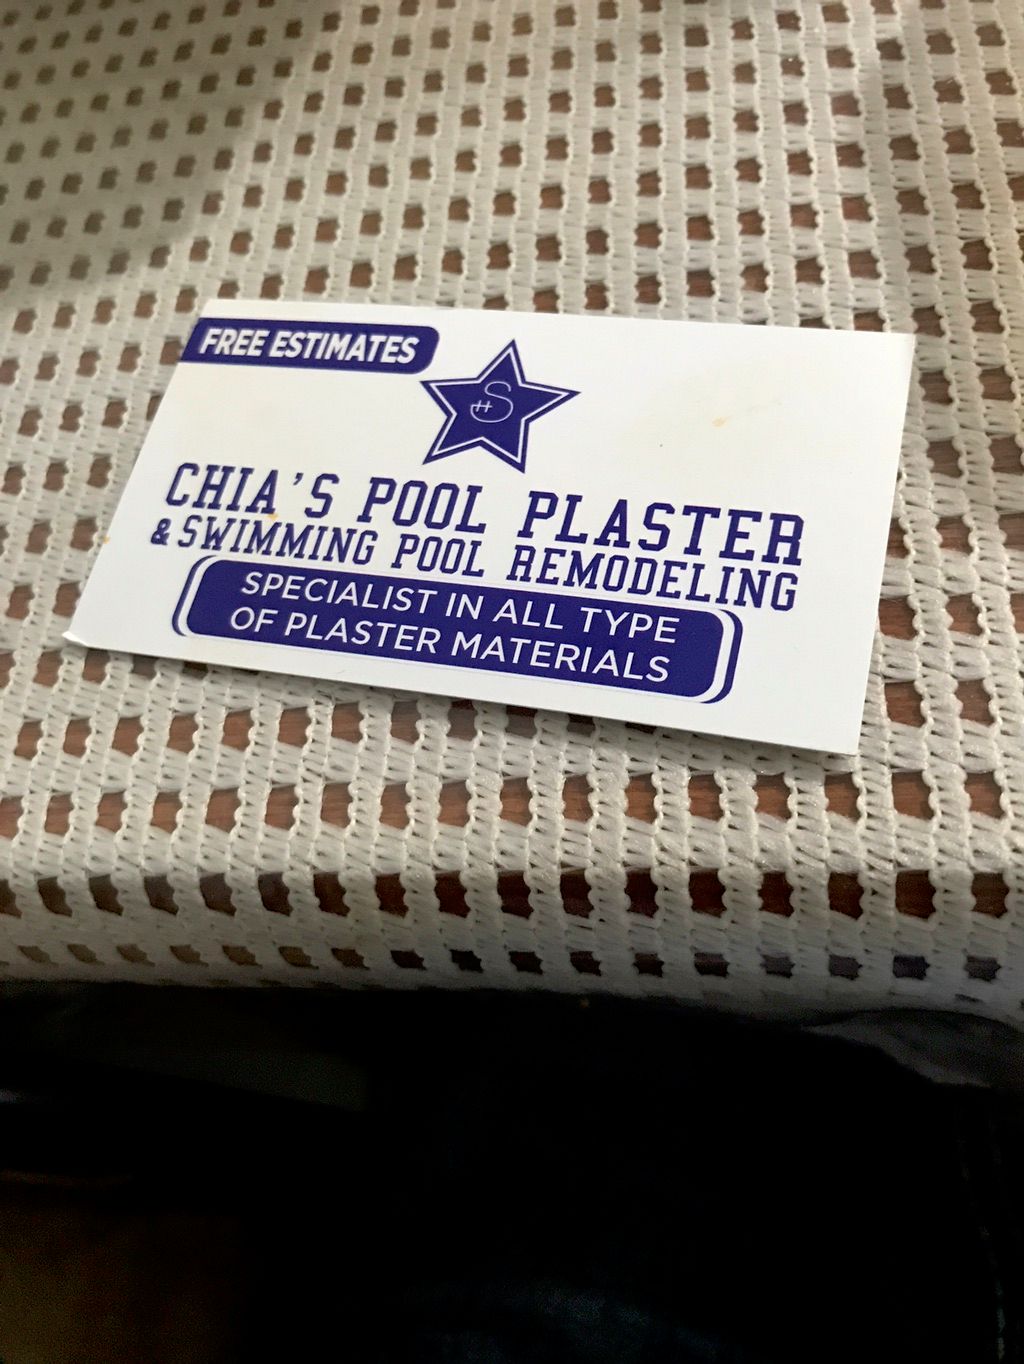 FREE ESTIMATES
S
CHIA'S POOL PLASTER
& SWIMMING POOL REMODELING
SPECIALIST IN ALL TYPE
OF PLASTER MATERIALS